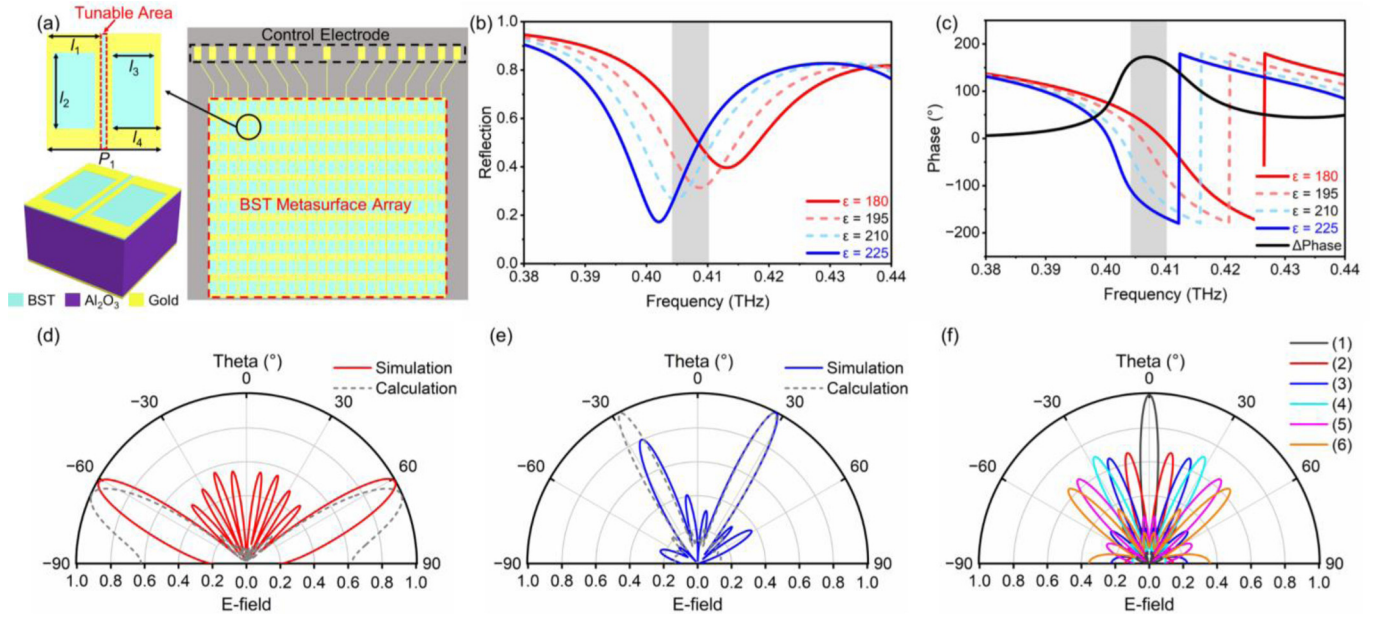 (a)
Tunable Area
l1
l2
l3
l4
P1
BST
Al2O3
Gold
Control Electrode
BST Metasurface Array
(b)
Reflection
1.0
0.8
0.6
0.4
0.2
0.0
0.38
0.39
0.40
0.41
0.42
0.43
0.44
Frequency (THz)
ε = 180
ε = 195
ε = 210
ε = 225
(c)
Phase (°)
200
100
0
−100
−200
0.38
0.40
0.42
0.44
Frequency (THz)
ε = 180
ε = 195
ε = 210
ε = 225
ΔPhase
(d)
Theta (°)
Simulation
Calculation
−90
−60
−30
0
30
60
90
1.0 0.8 0.6 0.4 0.2 0.0 0.2 0.4 0.6 0.8 1.0
E-field
(e)
Theta (°)
Simulation
Calculation
−90
−60
−30
0
30
60
90
1.0 0.8 0.6 0.4 0.2 0.0 0.2 0.4 0.6 0.8 1.0
E-field
(f)
Theta (°)
(1)
(2)
(3)
(4)
(5)
(6)
−90
−60
−30
0
30
60
90
1.0 0.8 0.6 0.4 0.2 0.0 0.2 0.4 0.6 0.8 1.0
E-field